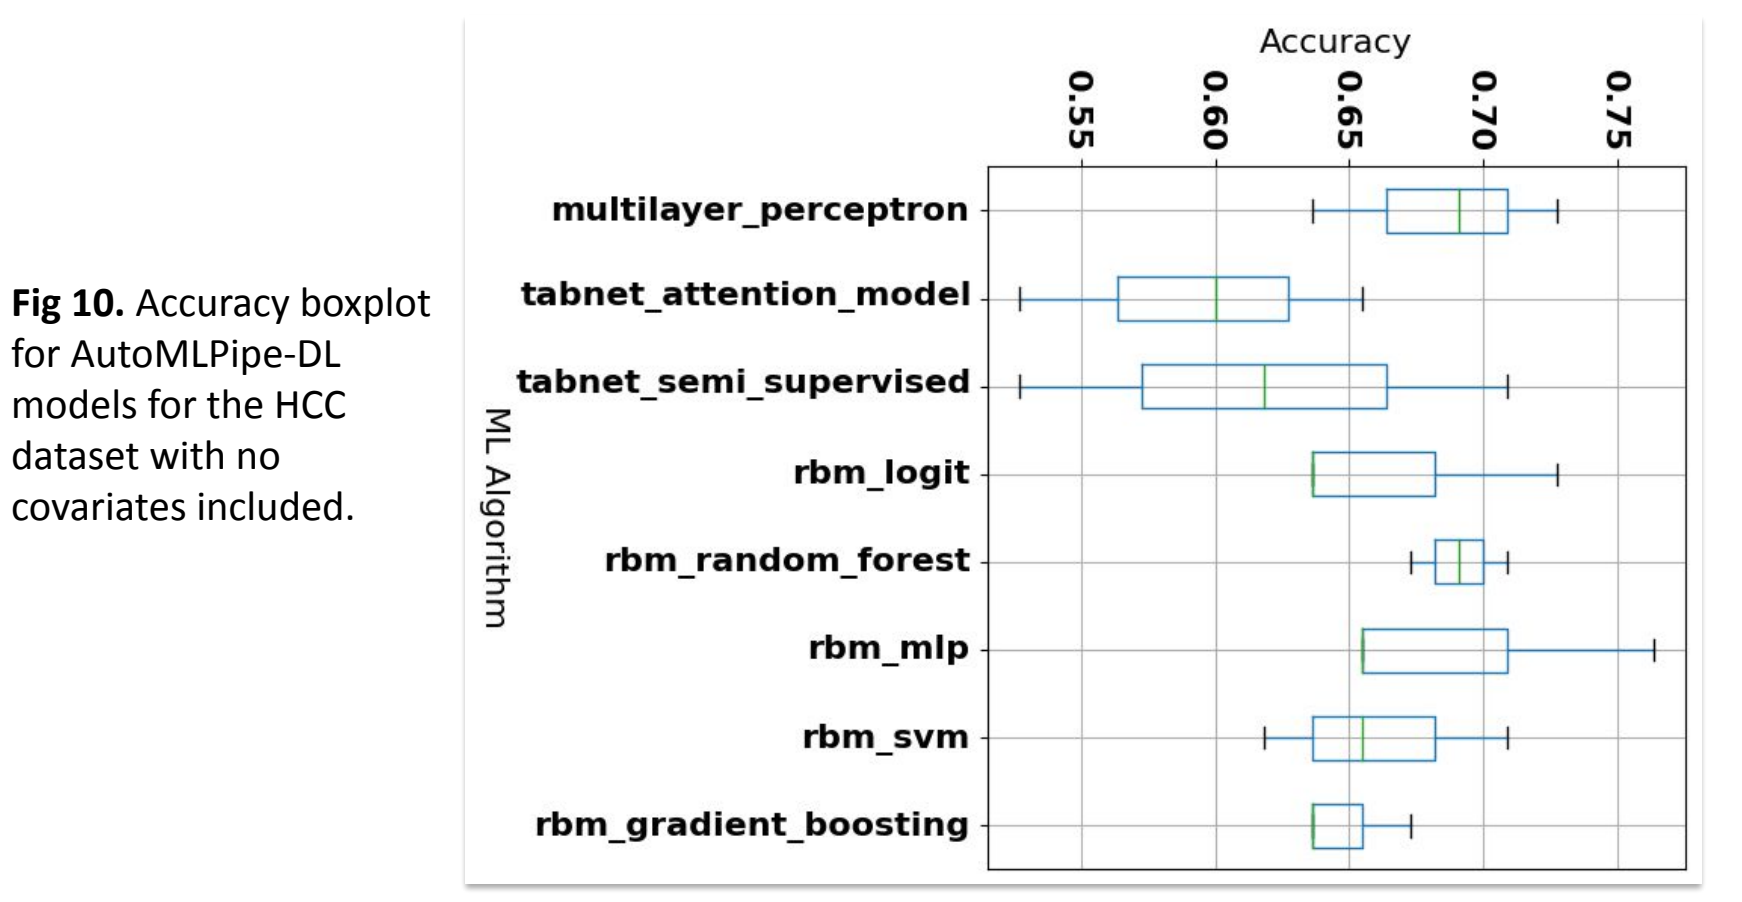 Fig 10. Accuracy boxplot
for AutoMLPipe-DL
models for the HCC
dataset with no
covariates included.
Accuracy
0.55
0.60
0.65
0.70
0.75
ML Algorithm
multilayer_perceptron
tabnet_attention_model
tabnet_semi_supervised
rbm_logit
rbm_random_forest
rbm_mlp
rbm_svm
rbm_gradient_boosting